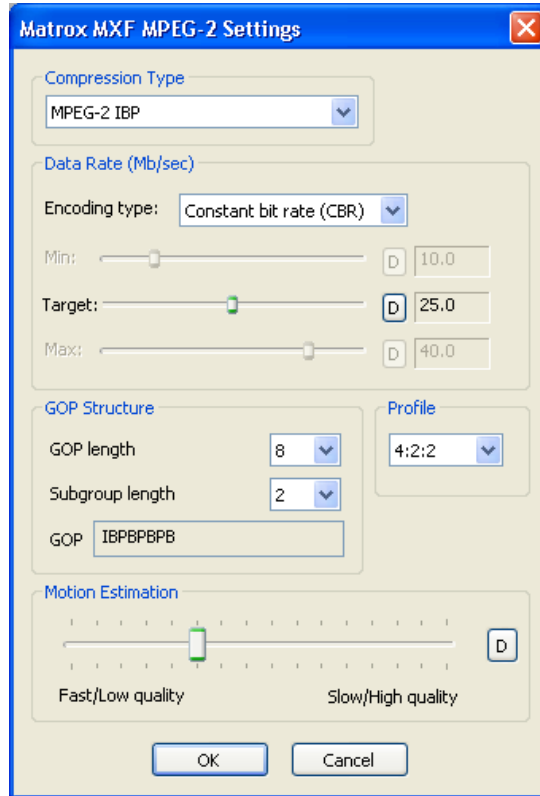 Matrox MXF MPEG-2 Settings
Compression Type
MPEG-2 IBP
Data Rate (Mb/sec)
Encoding type: Constant bit rate (CBR)
Min: D 10.0
Target: D 25.0
Max: D 40.0
GOP Structure
GOP length 8
Subgroup length 2
GOP IBPBPBPB
Profile
4:2:2
Motion Estimation
D
Fast/Low quality Slow/High quality
OK Cancel